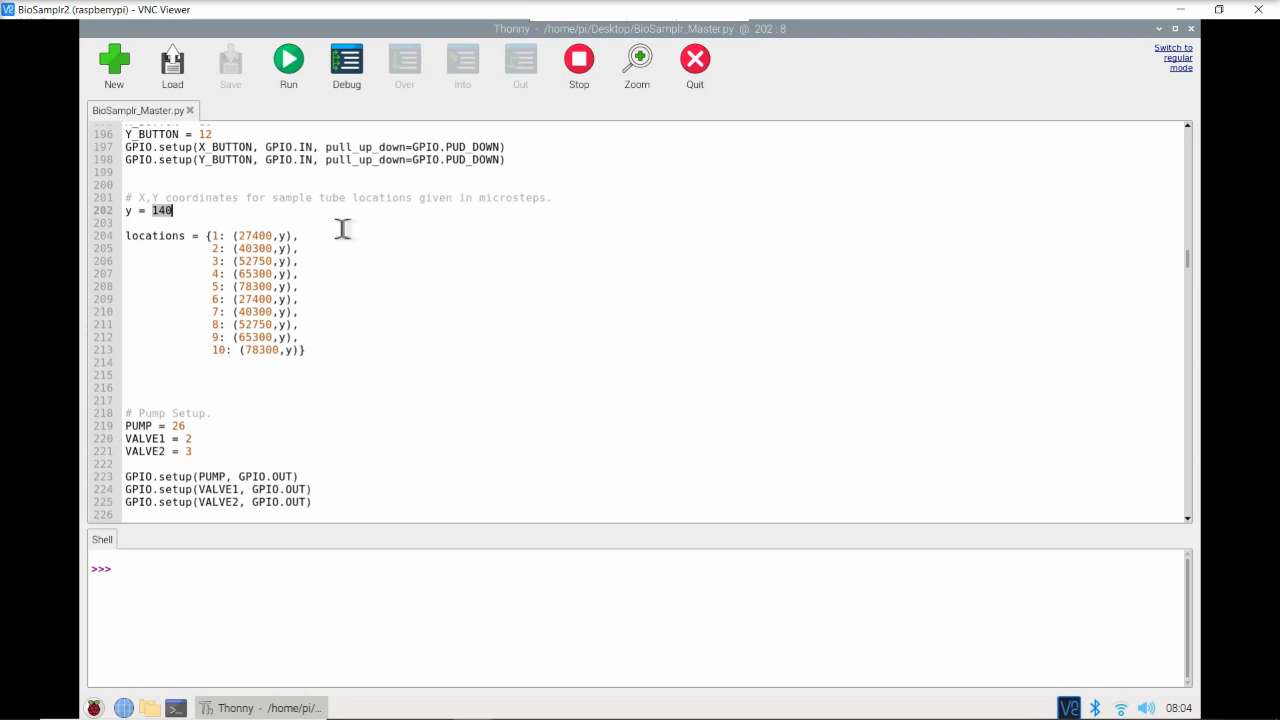 BioSamplr2 (raspberrypi) - VNC Viewer
Thonny - /home/pi/Desktop/BioSamplr_Master.py @ 202 : 8
New Load Save Run Debug Over Into Out Stop Zoom Quit
Switch to
regular
mode
BioSamplr_Master.py
196 Y_BUTTON = 12
197 GPIO.setup(X_BUTTON, GPIO.IN, pull_up_down=GPIO.PUD_DOWN)
198 GPIO.setup(Y_BUTTON, GPIO.IN, pull_up_down=GPIO.PUD_DOWN)
199
200
201 # X,Y coordinates for sample tube locations given in microsteps.
202 y = 140
203
204 locations = {1: (27400,y),
205 2: (40300,y),
206 3: (52750,y),
207 4: (65300,y),
208 5: (78300,y),
209 6: (27400,y),
210 7: (40300,y),
211 8: (52750,y),
212 9: (65300,y),
213 10: (78300,y)}
214
215
216
217
218 # Pump Setup.
219 PUMP = 26
220 VALVE1 = 2
221 VALVE2 = 3
222
223 GPIO.setup(PUMP, GPIO.OUT)
224 GPIO.setup(VALVE1, GPIO.OUT)
225 GPIO.setup(VALVE2, GPIO.OUT)
226
Shell
>>>
Thonny - /home/pi/...
08:04